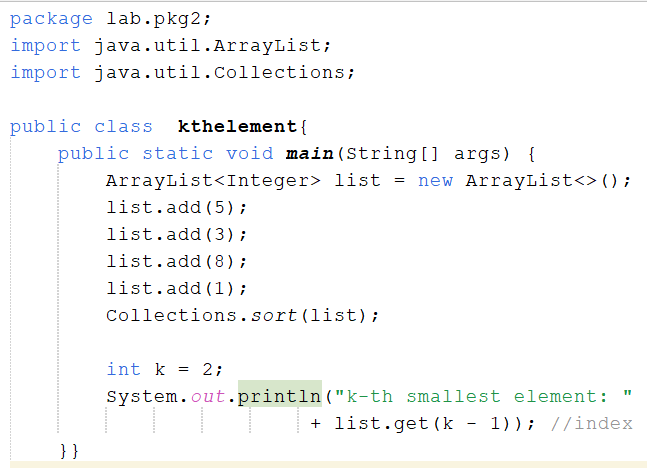 package lab.pkg2;
import java.util.ArrayList;
import java.util.Collections;
public class  kthelement{
    public static void main(String[] args) {
        ArrayList<Integer> list = new ArrayList<>();
        list.add(5);
        list.add(3);
        list.add(8);
        list.add(1);
        Collections.sort(list);
        int k = 2;
        System.out.println("k-th smallest element: "
                         + list.get(k - 1)); //index
    }}